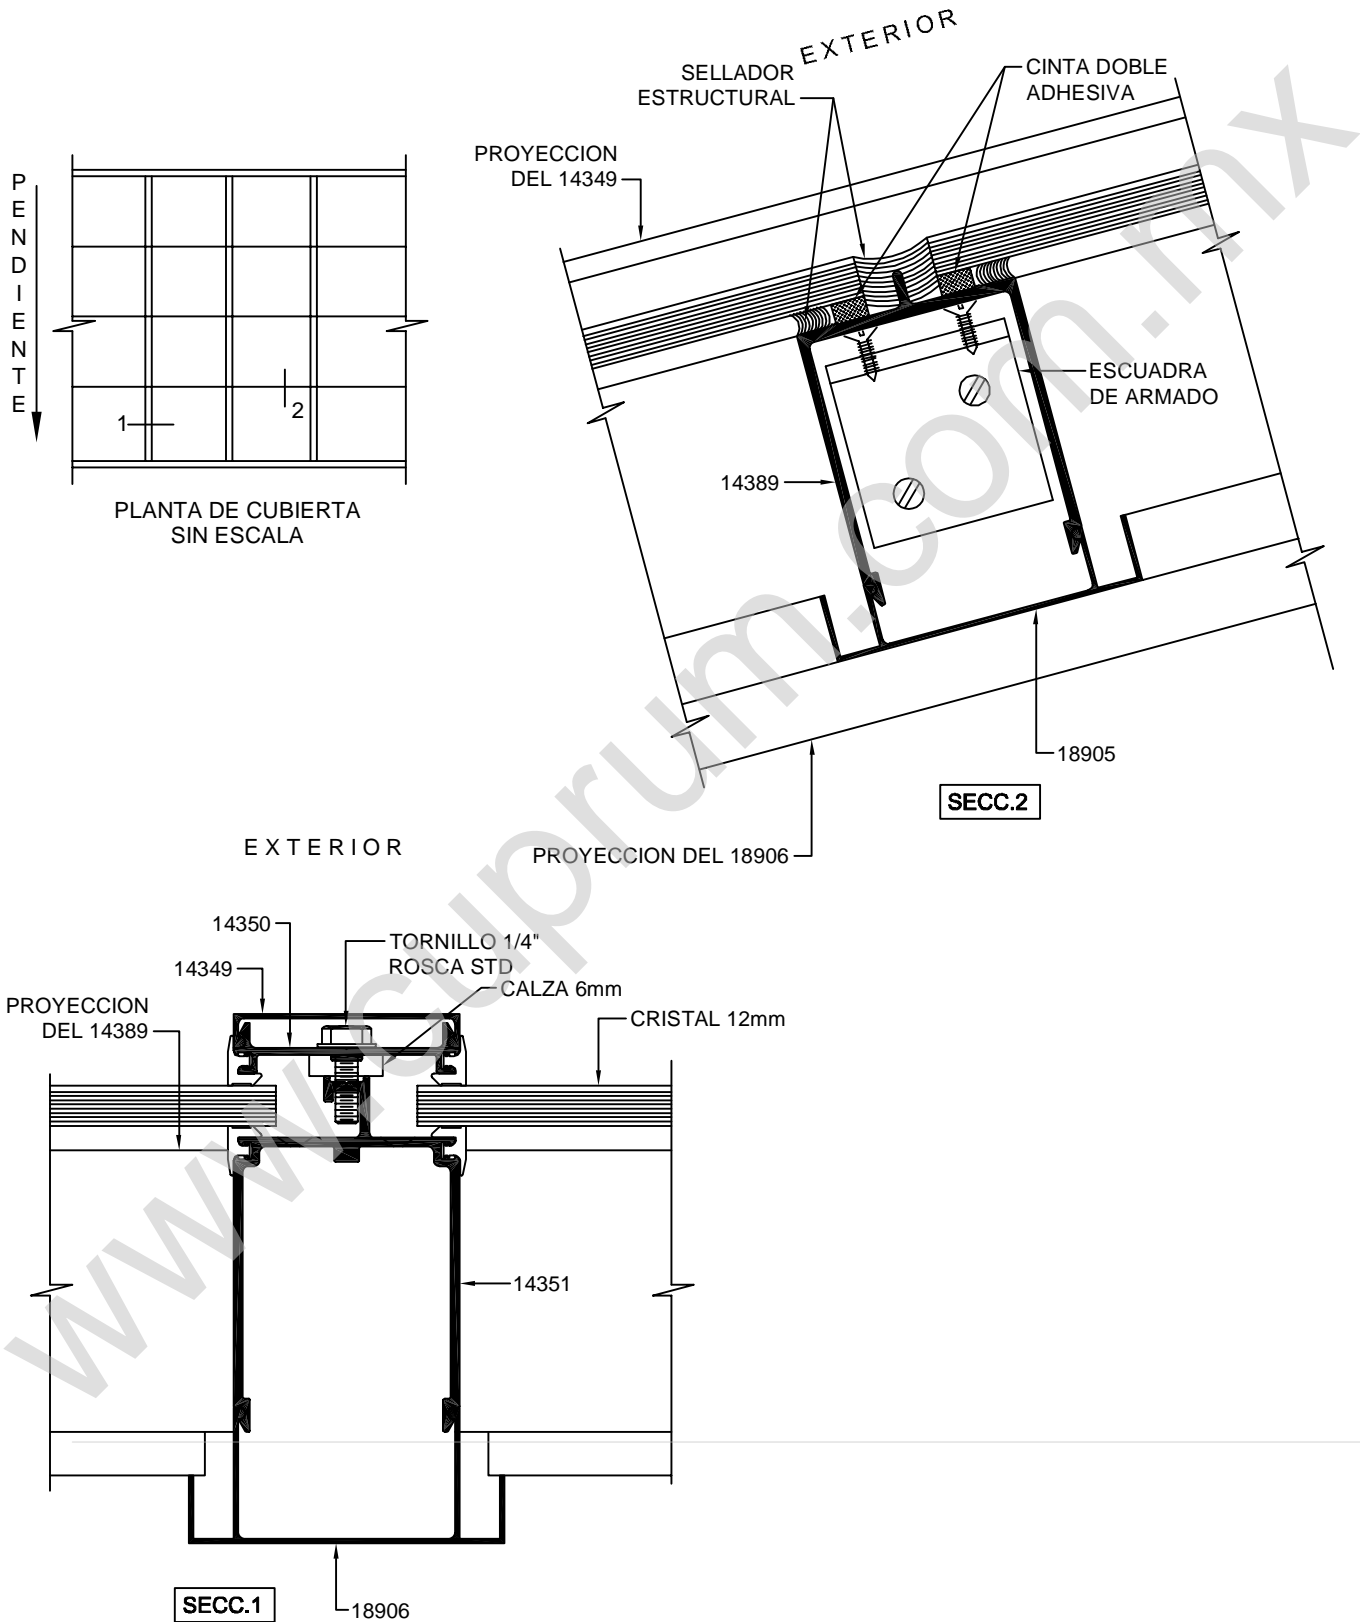 EXTERIOR
SELLADOR
ESTRUCTURAL
CINTA DOBLE
ADHESIVA
PROYECCION
DEL 14349
PENDIENTE
1
2
PLANTA DE CUBIERTA
SIN ESCALA
ESCUADRA
DE ARMADO
14389
18905
SECC.2
PROYECCION DEL 18906
EXTERIOR
14350
TORNILLO 1/4"
ROSCA STD
14349
CALZA 6mm
PROYECCION
DEL 14389
CRISTAL 12mm
14351
SECC.1
18906
www.cuprum.com.mx